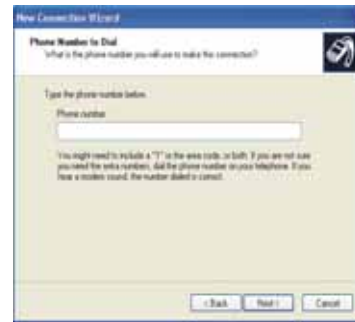 New Connection Wizard
Phone Number to Dial
What is the phone number you will use to make this connection?
Type the phone number below.
Phone number:
You might need to include a "1" or the area code, or both. If you are not sure
you need the extra numbers, dial the phone number on your telephone. If you
hear a modem sound, the number dialed is correct.
< Back
Next >
Cancel